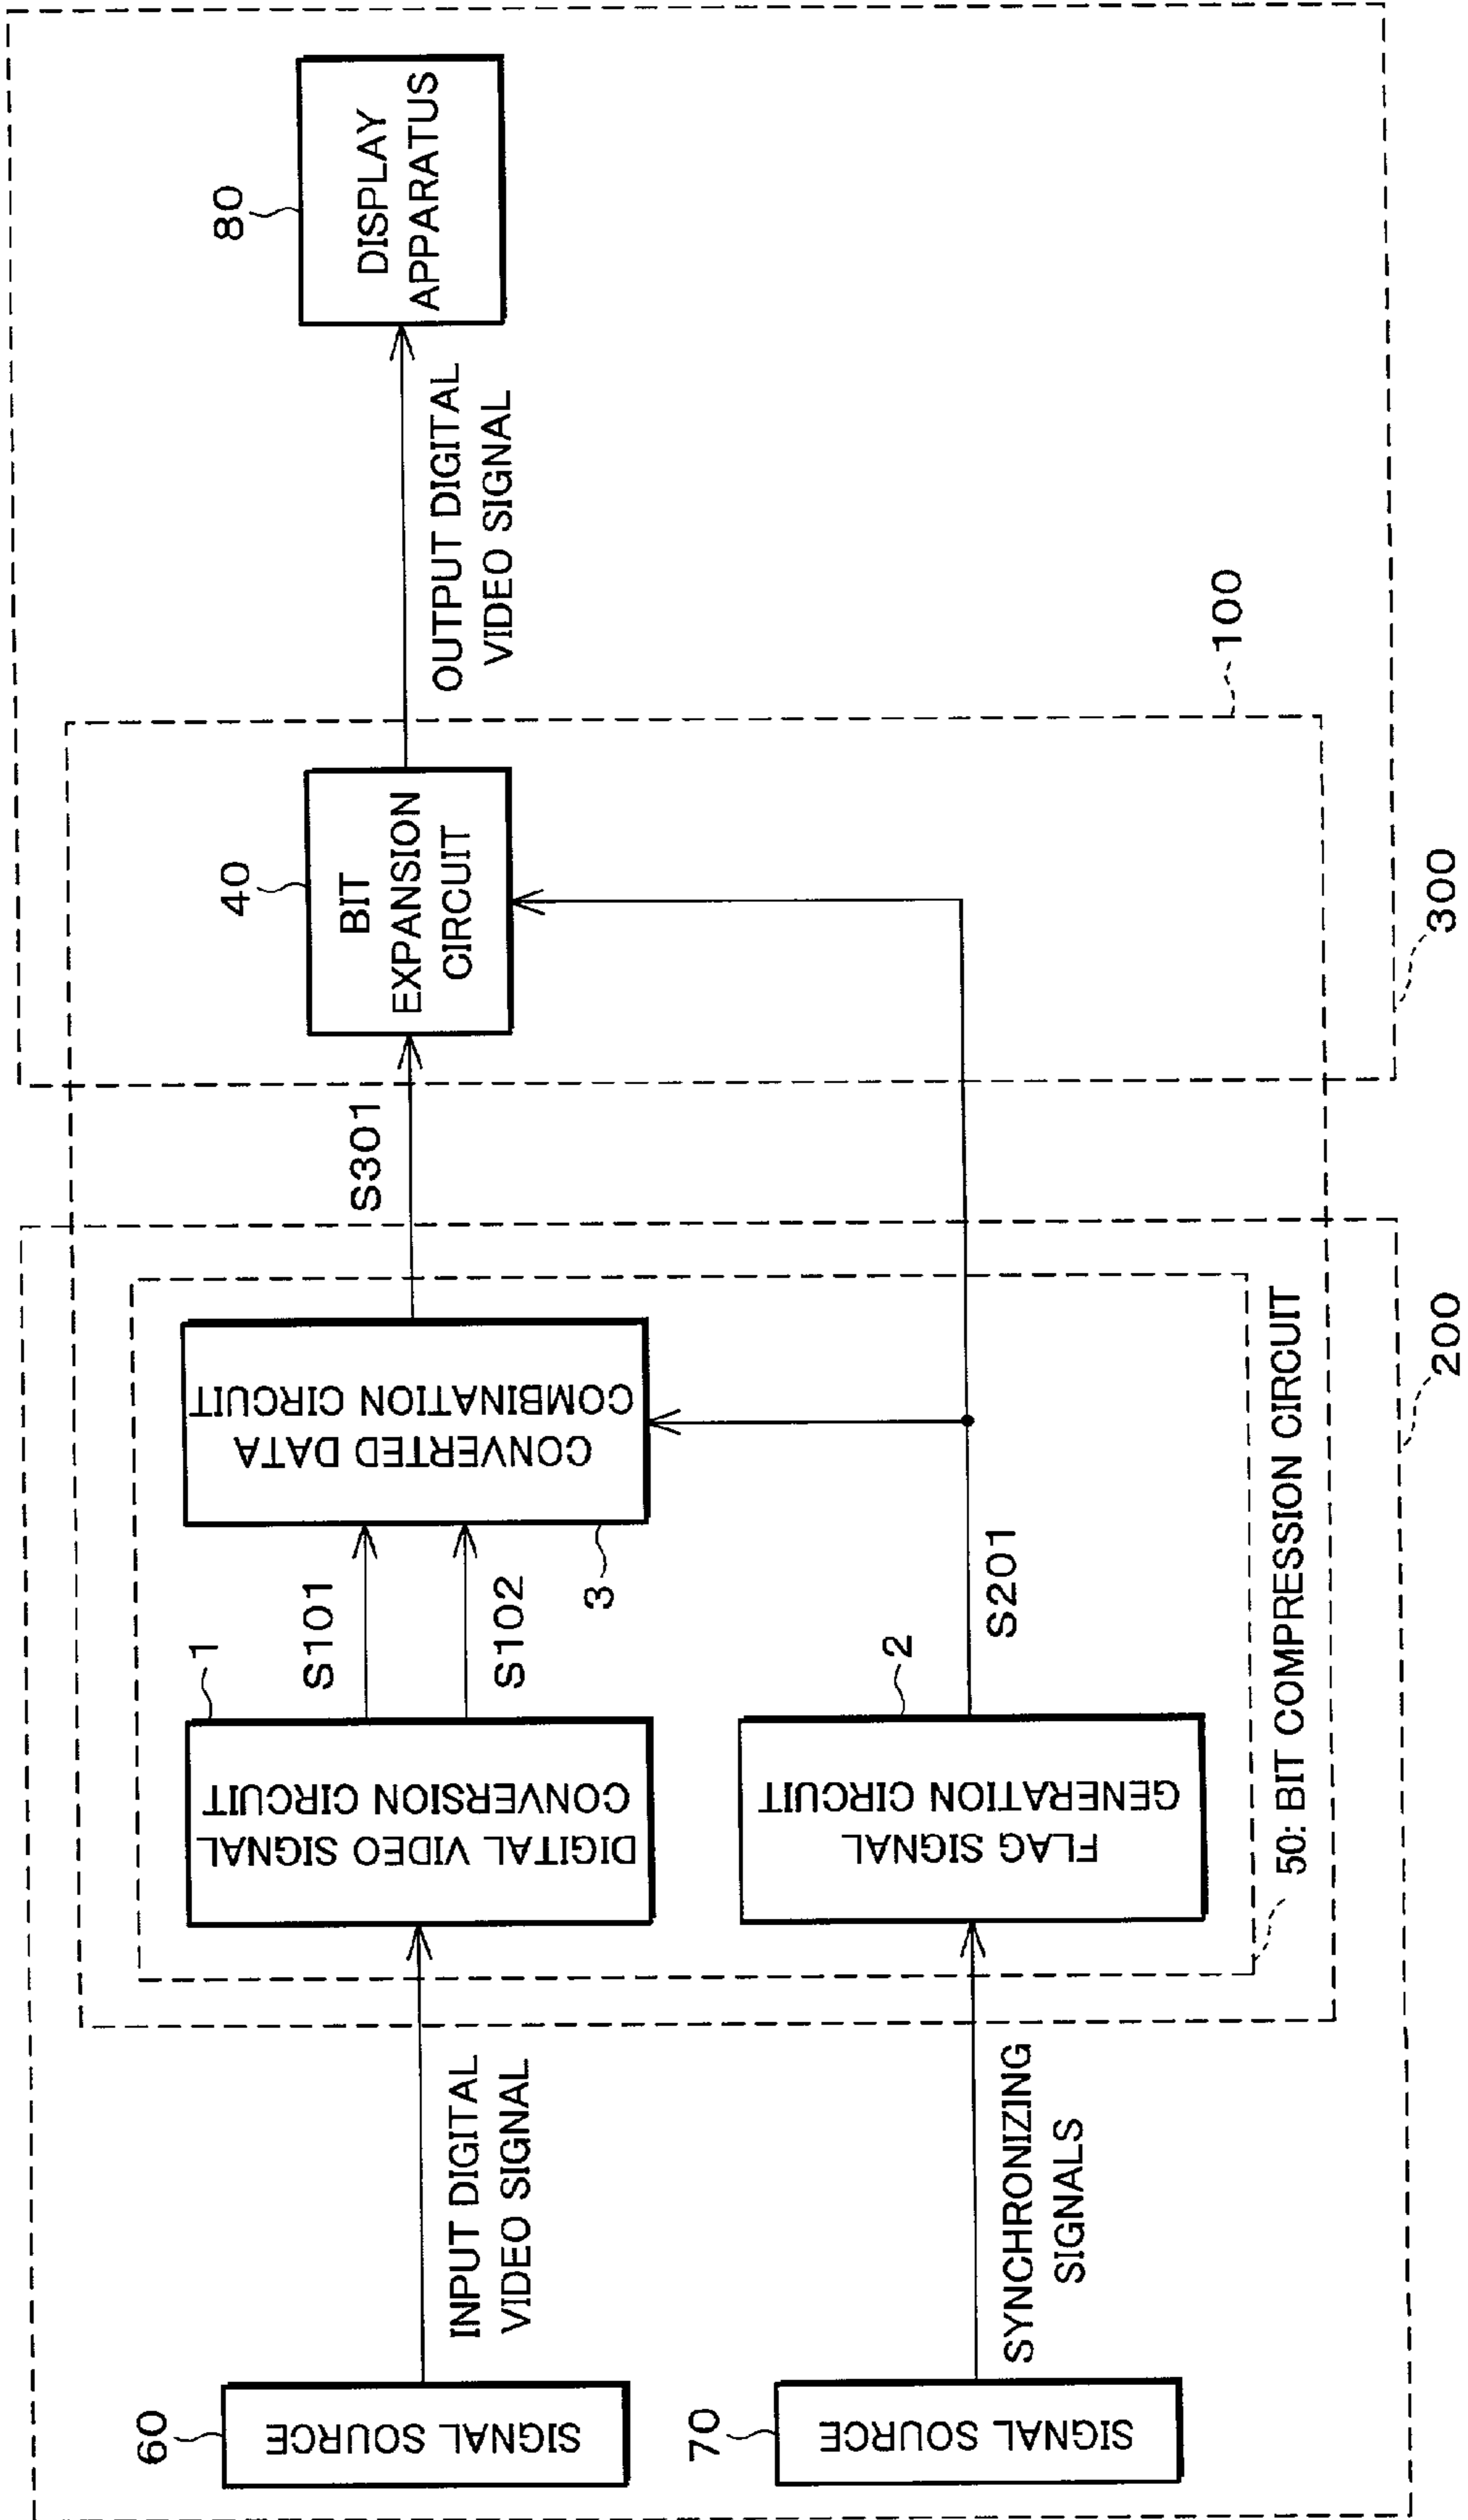 60
SIGNAL SOURCE
INPUT DIGITAL
VIDEO SIGNAL
70
SIGNAL SOURCE
SYNCHRONIZING
SIGNALS
1
DIGITAL VIDEO SIGNAL
CONVERSION CIRCUIT
S101
S102
2
FLAG SIGNAL
GENERATION CIRCUIT
S201
3
CONVERTED DATA
COMBINATION CIRCUIT
50: BIT COMPRESSION CIRCUIT
200
S301
40
BIT
EXPANSION
CIRCUIT
300
100
OUTPUT DIGITAL
VIDEO SIGNAL
80
DISPLAY
APPARATUS